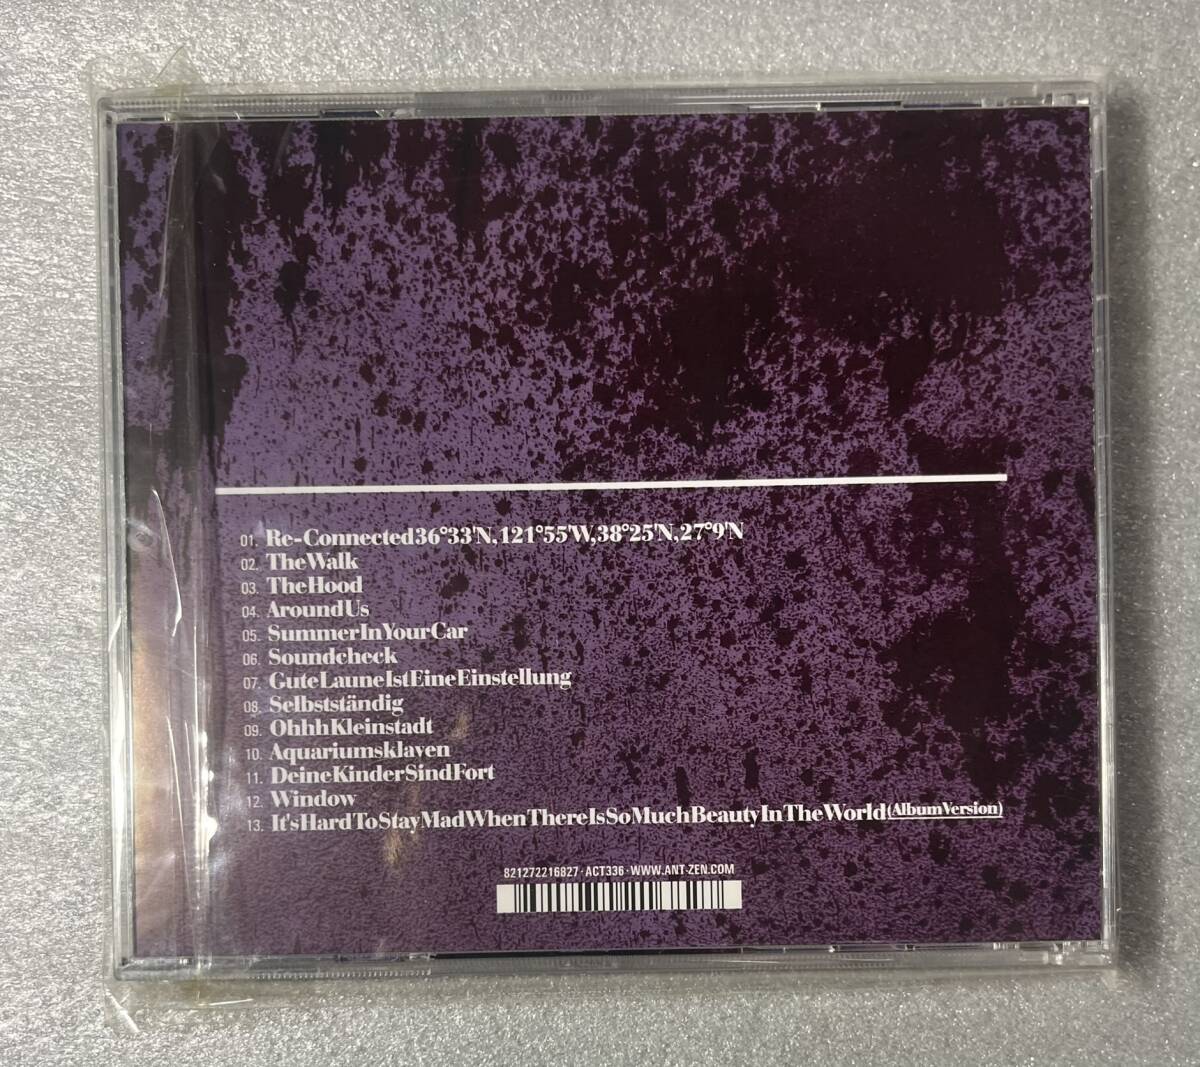 01. Re-Connected36°33'N,121°55'W,38°25'N,27°9'N
02. TheWalk
03. TheHood
04. AroundUs
05. SummerInYourCar
06. Soundcheck
07. GuteLauneIstEineEinstellung
08. Selbstständig
09. OhhhKleinstadt
10. Aquariumsklaven
11. DeineKinderSindFort
12. Window
13. It'sHardToStayMadWhenThereIsSoMuchBeautyInTheWorld(AlbumVersion)
821272216827·ACT336·WWW.ANT-ZEN.COM